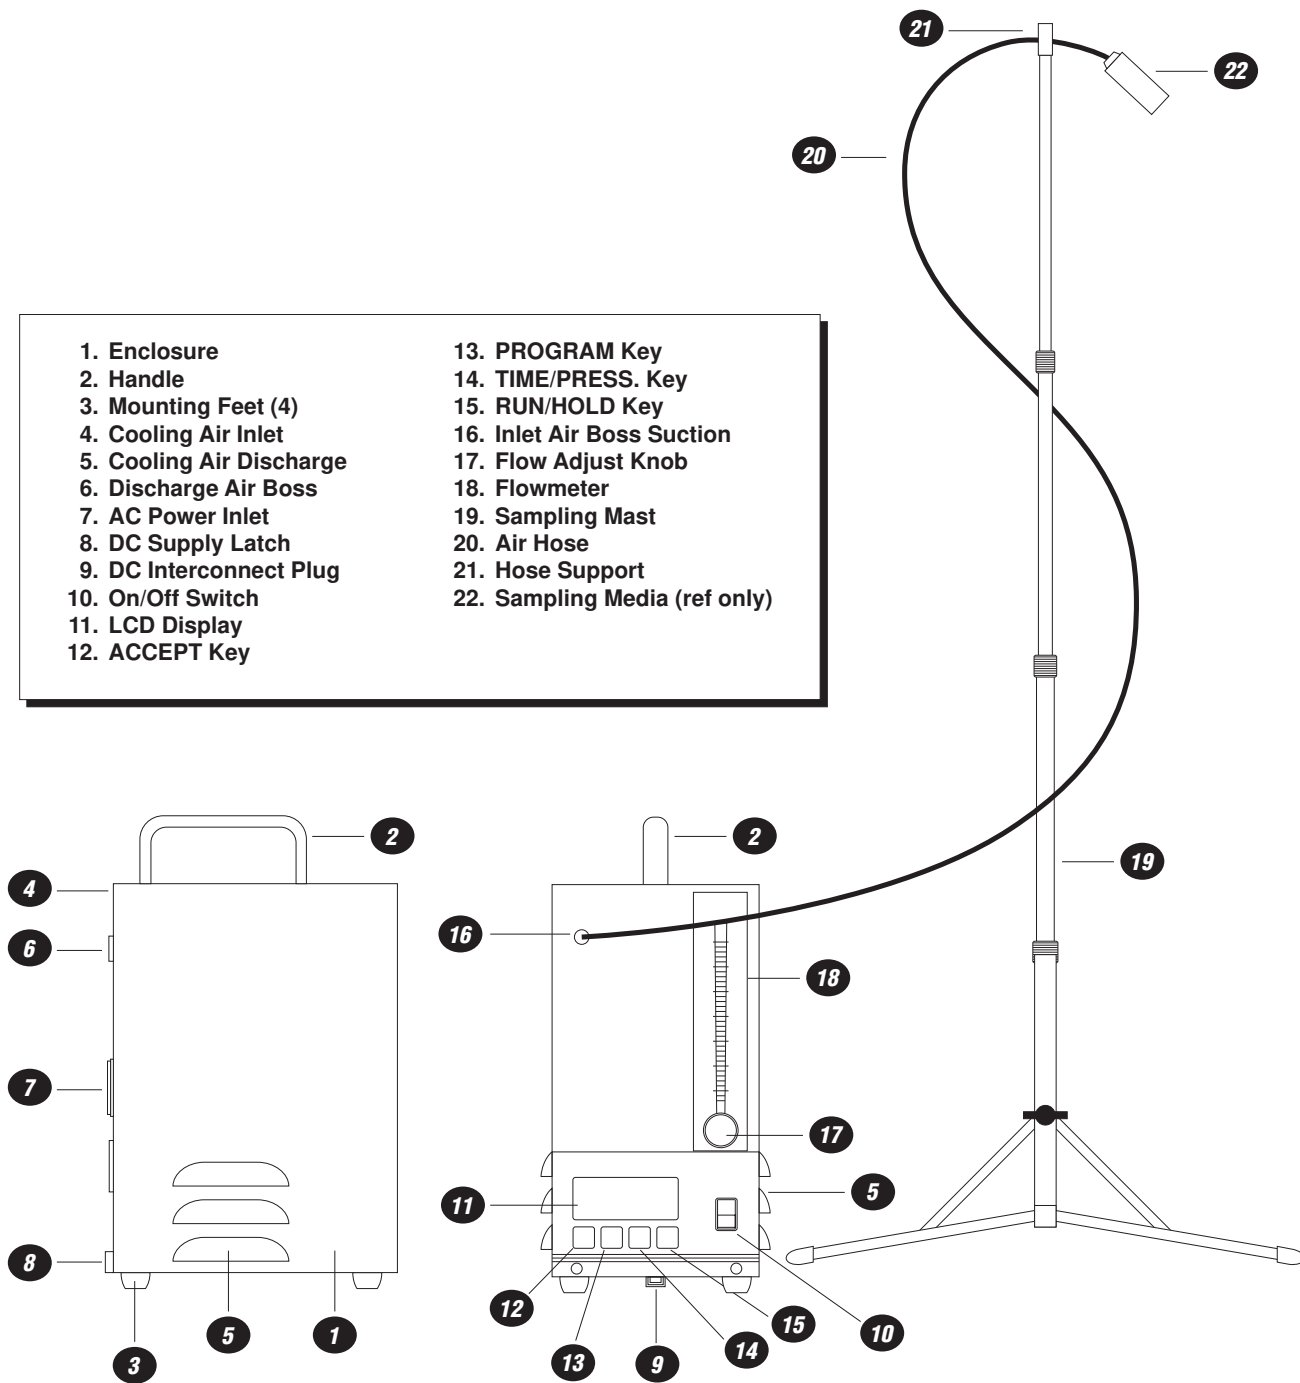 21
22
20
1. Enclosure
2. Handle
3. Mounting Feet (4)
4. Cooling Air Inlet
5. Cooling Air Discharge
6. Discharge Air Boss
7. AC Power Inlet
8. DC Supply Latch
9. DC Interconnect Plug
10. On/Off Switch
11. LCD Display
12. ACCEPT Key
13. PROGRAM Key
14. TIME/PRESS. Key
15. RUN/HOLD Key
16. Inlet Air Boss Suction
17. Flow Adjust Knob
18. Flowmeter
19. Sampling Mast
20. Air Hose
21. Hose Support
22. Sampling Media (ref only)
2
2
4
19
6
16
18
7
17
11
5
8
12
15
10
3
5
1
13
9
14